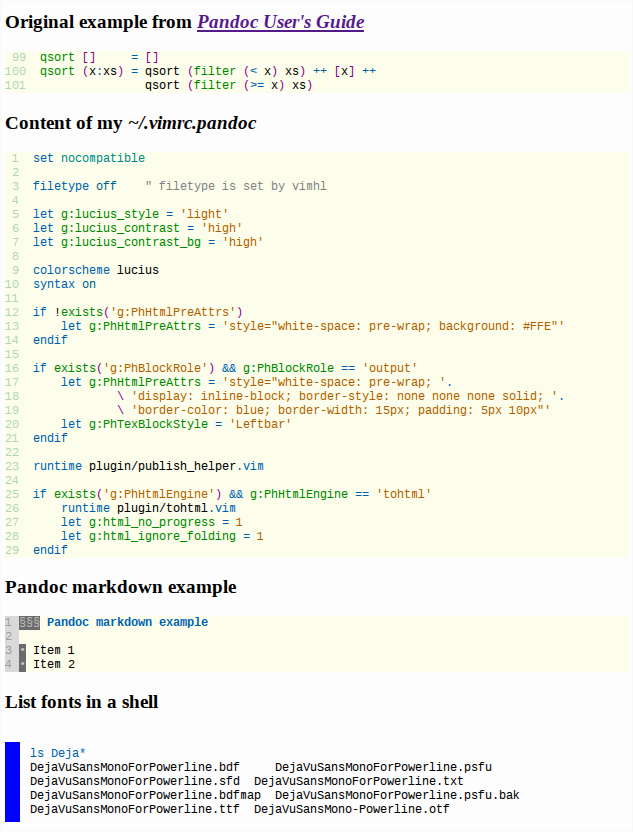 Original example from Pandoc User's Guide
99  qsort []     = []
100  qsort (x:xs) = qsort (filter (< x) xs) ++ [x] ++
101                 qsort (filter (>= x) xs)
Content of my ~/.vimrc.pandoc
1  set nocompatible
2
3  filetype off    " filetype is set by vimhl
4
5  let g:lucius_style = 'light'
6  let g:lucius_contrast = 'high'
7  let g:lucius_contrast_bg = 'high'
8
9  colorscheme lucius
10  syntax on
11
12  if !exists('g:PhHtmlPreAttrs')
13      let g:PhHtmlPreAttrs = 'style="white-space: pre-wrap; background: #FFE"'
14  endif
15
16  if exists('g:PhBlockRole') && g:PhBlockRole == 'output'
17      let g:PhHtmlPreAttrs = 'style="white-space: pre-wrap; '.
18              \ 'display: inline-block; border-style: none none none solid; '.
19              \ 'border-color: blue; border-width: 15px; padding: 5px 10px"'
20      let g:PhTexBlockStyle = 'Leftbar'
21  endif
22
23  runtime plugin/publish_helper.vim
24
25  if exists('g:PhHtmlEngine') && g:PhHtmlEngine == 'tohtml'
26      runtime plugin/tohtml.vim
27      let g:html_no_progress = 1
28      let g:html_ignore_folding = 1
29  endif
Pandoc markdown example
1 §§§ Pandoc markdown example
2
3 • Item 1
4 • Item 2
List fonts in a shell
ls Deja*
DejaVuSansMonoForPowerline.bdf     DejaVuSansMonoForPowerline.psfu
DejaVuSansMonoForPowerline.sfd  DejaVuSansMonoForPowerline.txt
DejaVuSansMonoForPowerline.bdfmap  DejaVuSansMonoForPowerline.psfu.bak
DejaVuSansMonoForPowerline.ttf  DejaVuSansMono-Powerline.otf